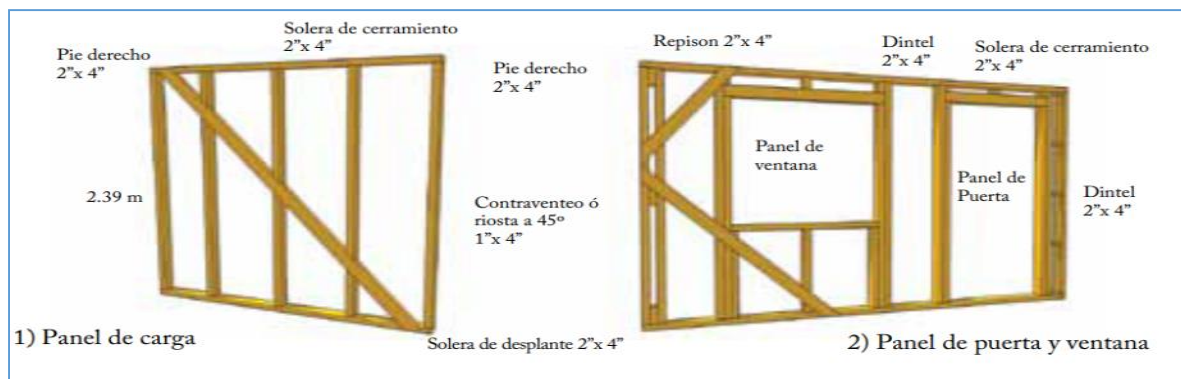 Solera de cerramiento
2”x 4”
Pie derecho
2”x 4”
Pie derecho
2”x 4”
2.39 m
Contraventeo ó
riosta a 45º
1”x 4”
1) Panel de carga
Solera de desplante 2”x 4”
Repison 2”x 4”
Dintel
2”x 4”
Solera de cerramiento
2”x 4”
Panel de
ventana
Panel de
Puerta
Dintel
2”x 4”
2) Panel de puerta y ventana